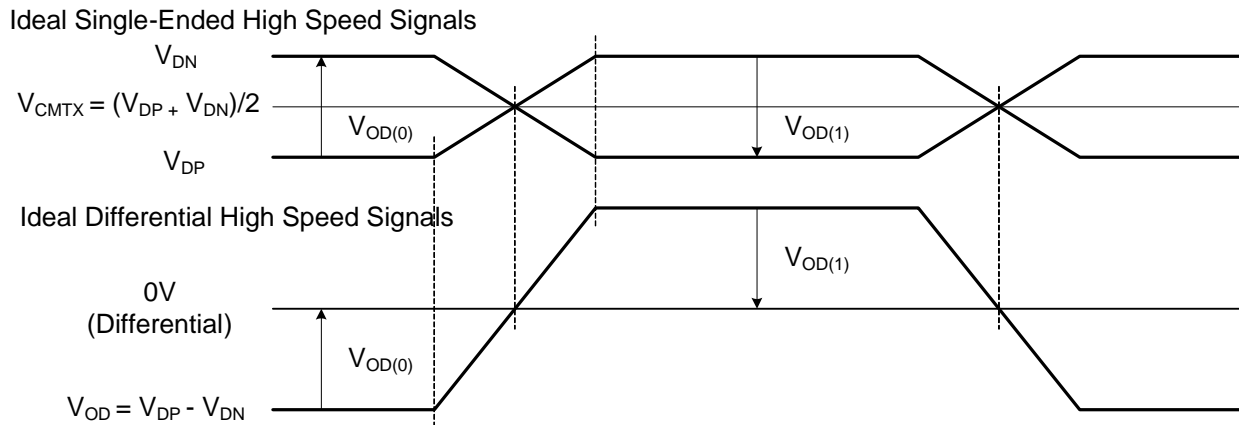 Ideal Single-Ended High Speed Signals
VDN
VCMTX = (VDP + VDN)/2
VOD(0)
VOD(1)
VDP
Ideal Differential High Speed Signals
VOD(1)
0V
(Differential)
VOD(0)
VOD = VDP - VDN